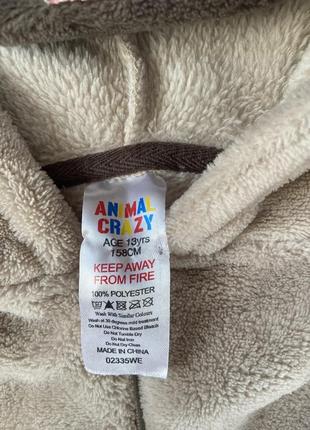 ANIMAL
CRAZY
AGE 13yrs
158CM
KEEP AWAY
FROM FIRE
100% POLYESTER
Wash With Familiar Colours
Wash at 30 degrees mild treatment
Do Not Use Chlorine Based Bleach
Do Not Tumble Dry
Do Not Iron
Do Not Dry Clean
MADE IN CHINA
02335WE